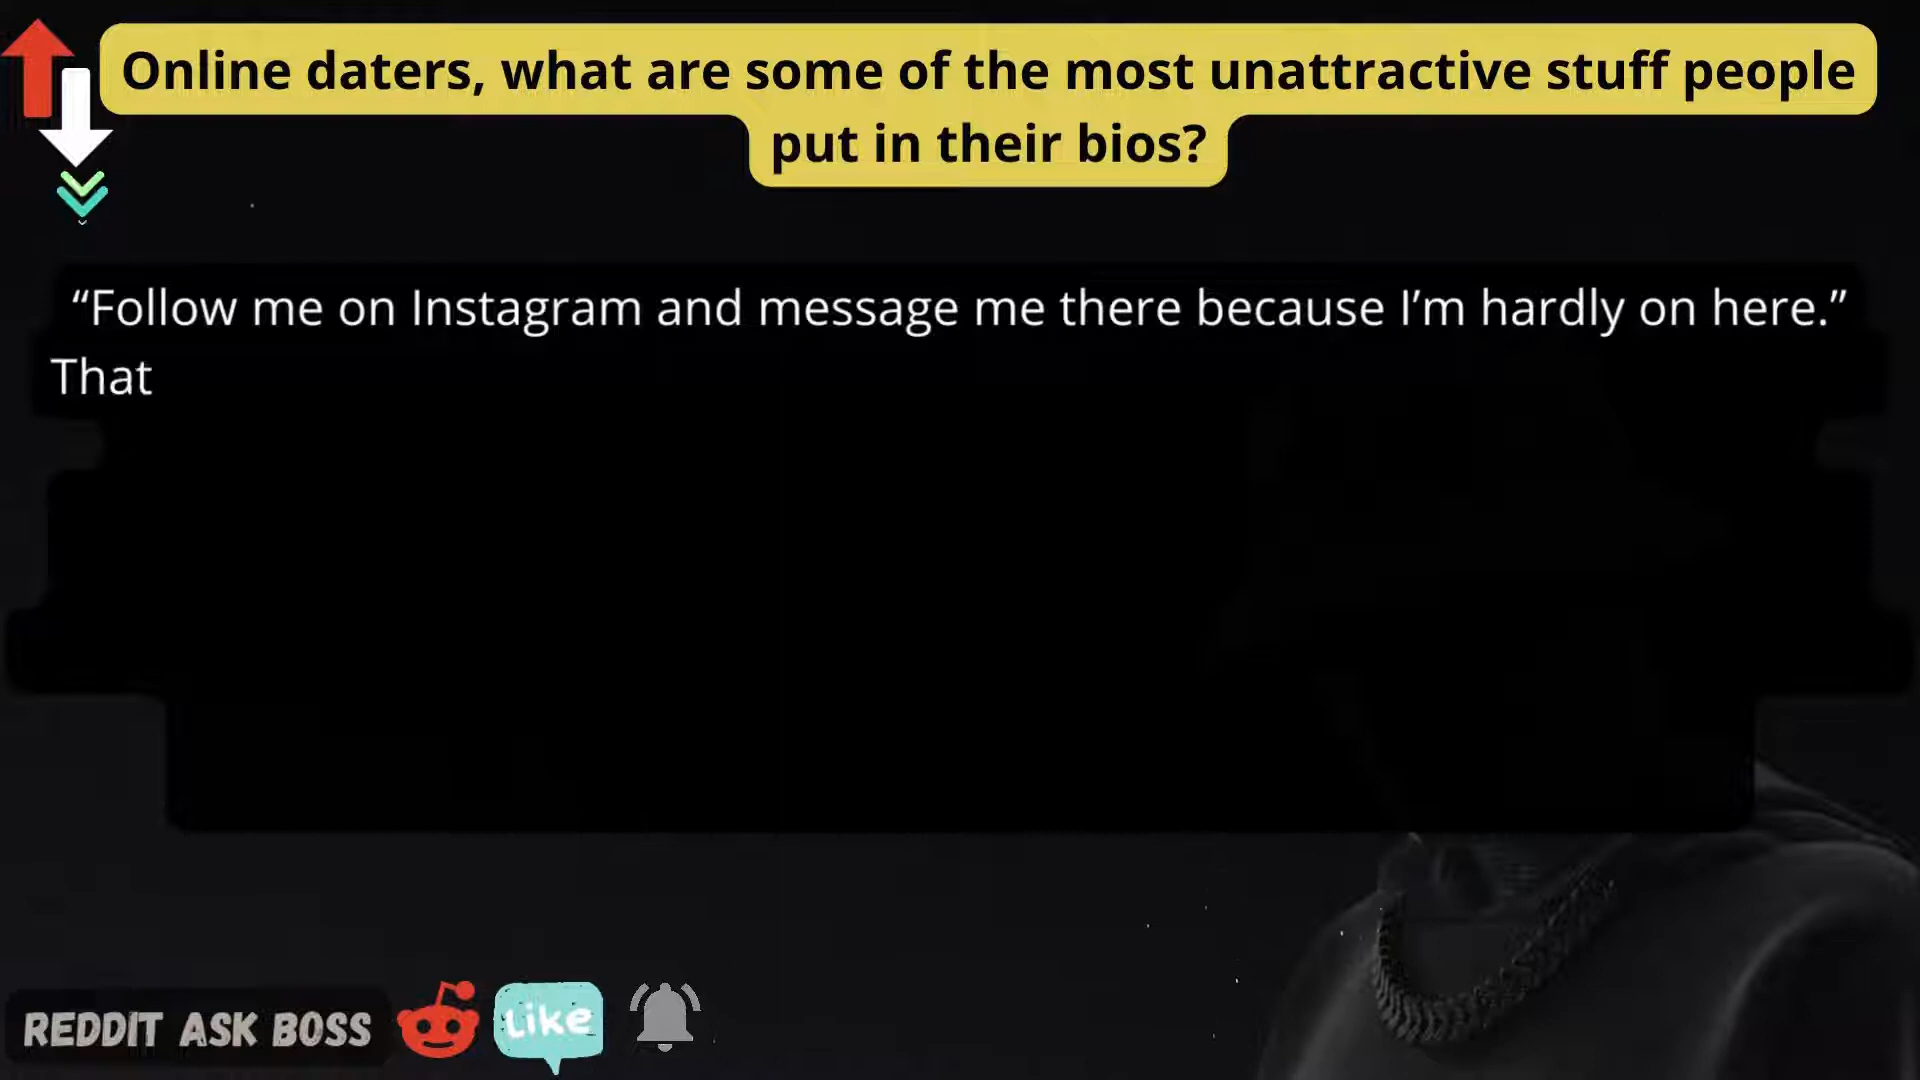 Online daters, what are some of the most unattractive stuff people
put in their bios?
“Follow me on Instagram and message me there because I’m hardly on here.”
That
REDDIT ASK BOSS
Like